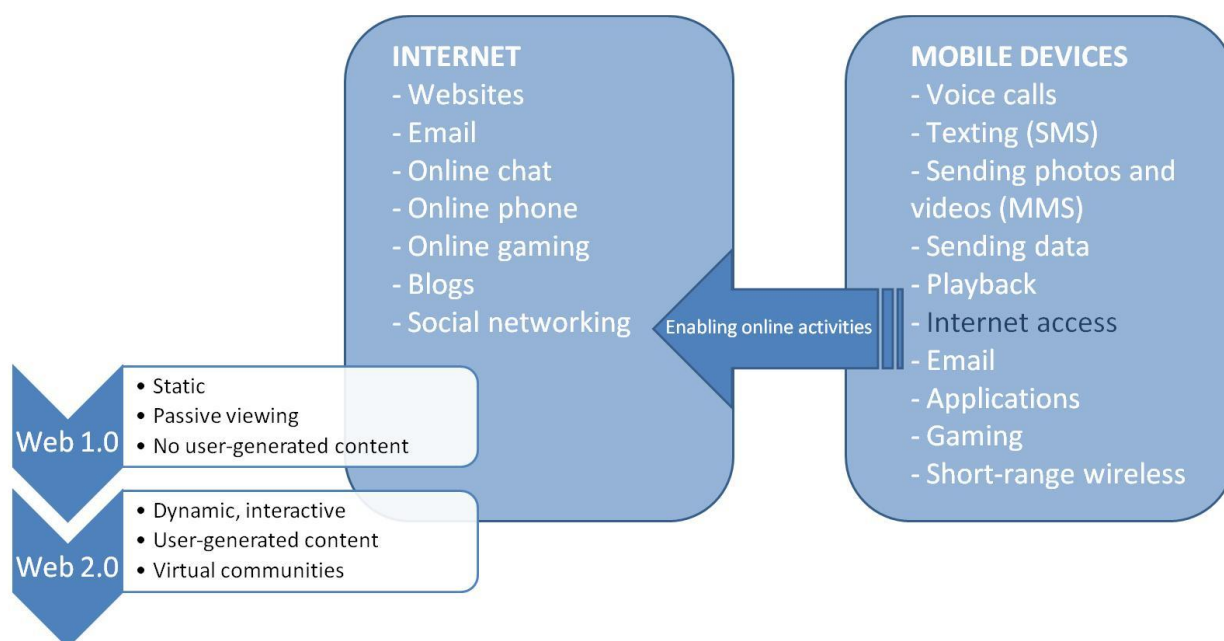 INTERNET
- Websites
- Email
- Online chat
- Online phone
- Online gaming
- Blogs
- Social networking
Enabling online activities
MOBILE DEVICES
- Voice calls
- Texting (SMS)
- Sending photos and
videos (MMS)
- Sending data
- Playback
- Internet access
- Email
- Applications
- Gaming
- Short-range wireless
Web 1.0
• Static
• Passive viewing
• No user-generated content
Web 2.0
• Dynamic, interactive
• User-generated content
• Virtual communities